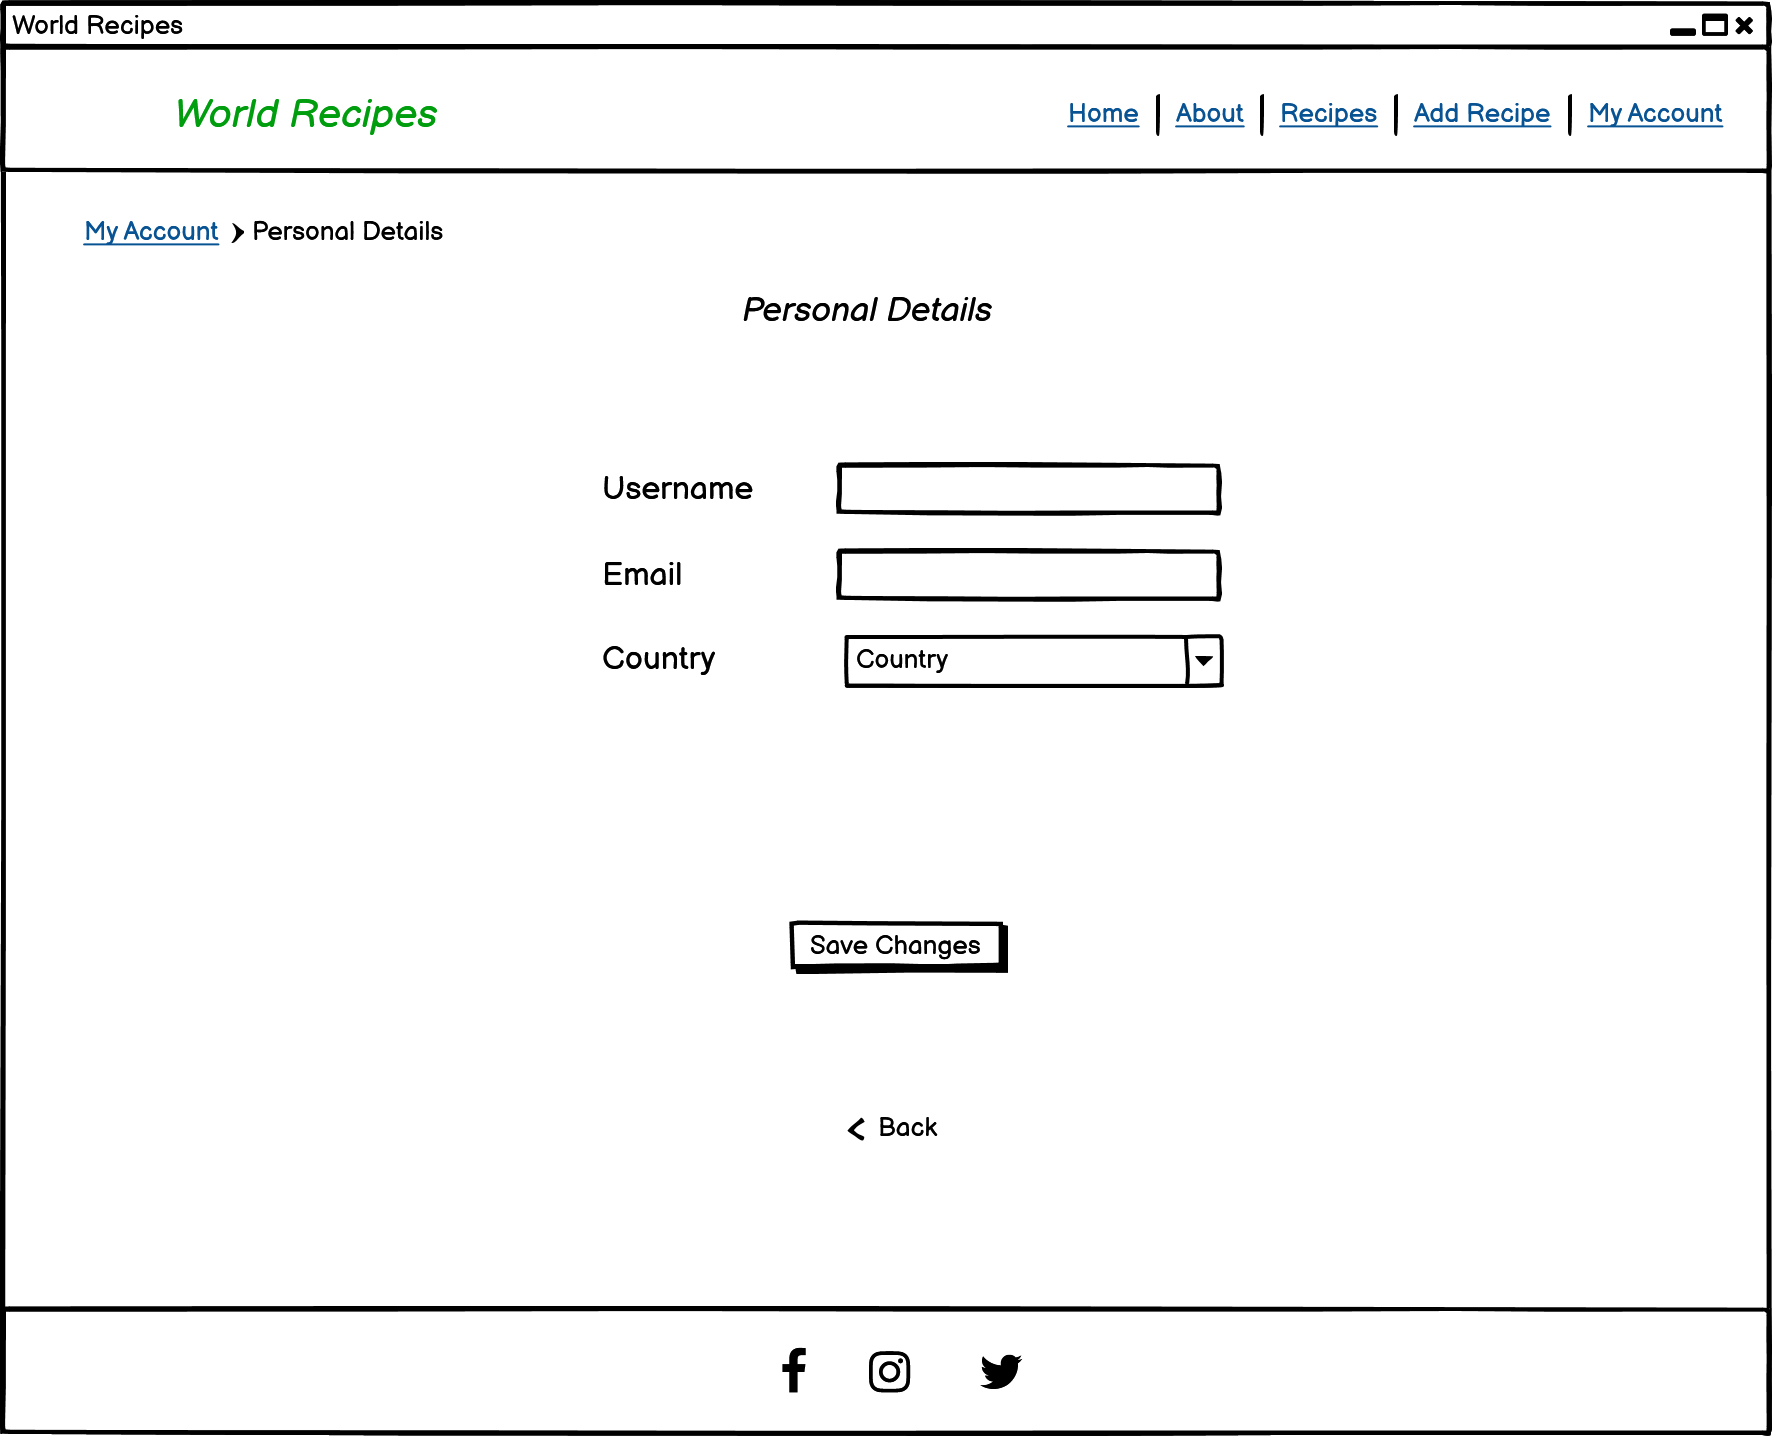 World Recipes
World Recipes
Home About Recipes Add Recipe My Account
My Account Personal Details
Personal Details
Username
Email
Country Country
Save Changes
Back